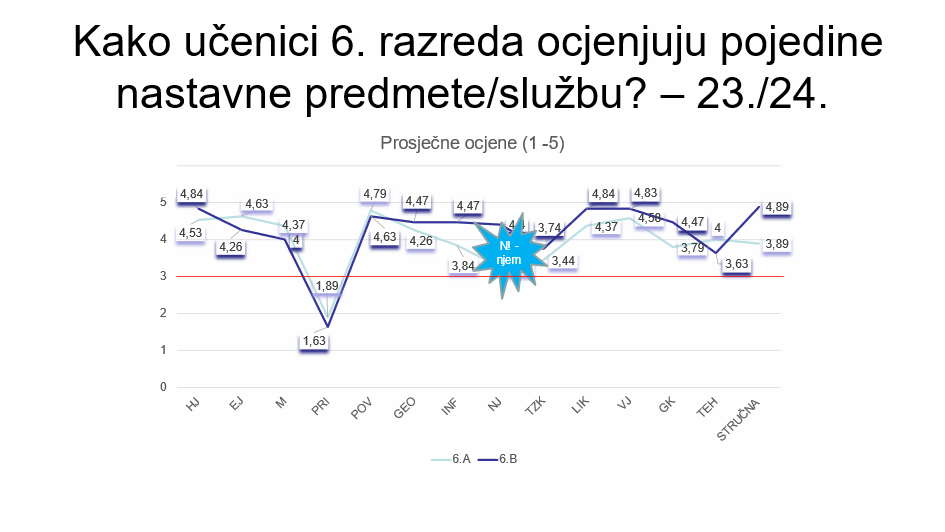 Kako učenici 6. razreda ocjenjuju pojedine
nastavne predmete/službu? – 23./24.
Prosječne ocjene (1 -5)
5
4
3
2
1
0
4,84
4,53
4,63
4,26
4,37
4
1,89
1,63
4,79
4,63
4,47
4,26
4,47
3,84
NJ -
njem
3,74
3,44
4,84
4,37
4,83
4,58
4,47
3,79
4
3,63
4,89
3,89
HJ
EJ
M
PRI
POV
GEO
INF
NJ
TZK
LIK
VJ
GK
TEH
STRUČNA
6.A
6.B